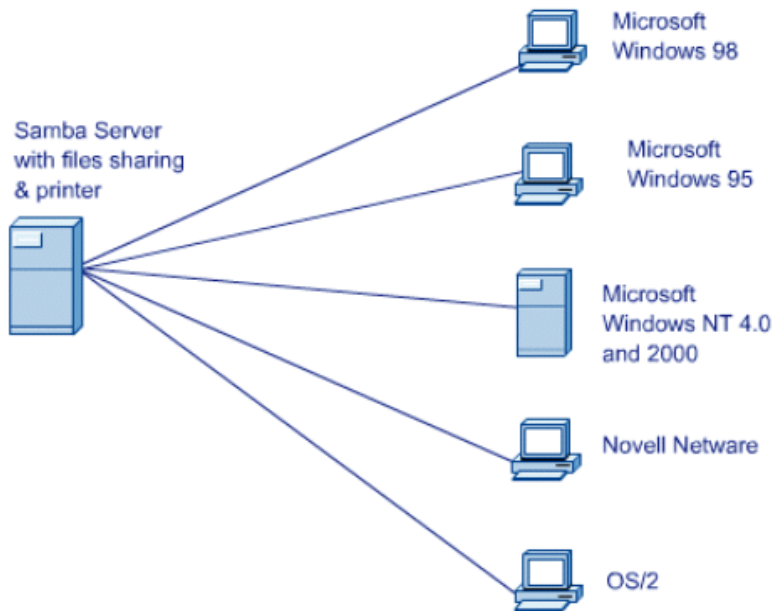 Samba Server
with files sharing
& printer
Microsoft
Windows 98
Microsoft
Windows 95
Microsoft
Windows NT 4.0
and 2000
Novell Netware
OS/2